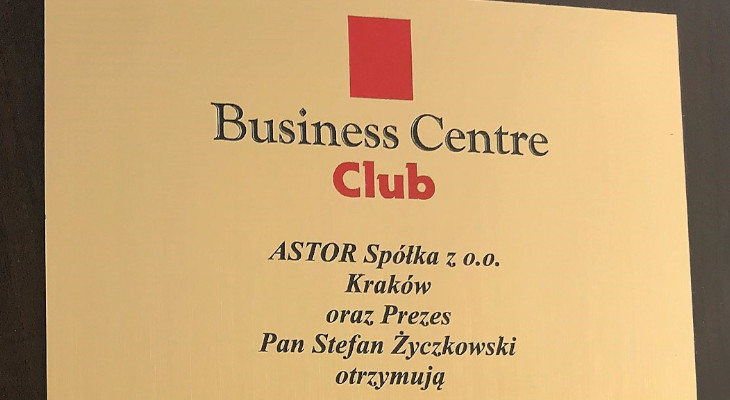 Business Centre
Club
ASTOR Spółka z o.o.
Kraków
oraz Prezes
Pan Stefan Życzkowski
otrzymują